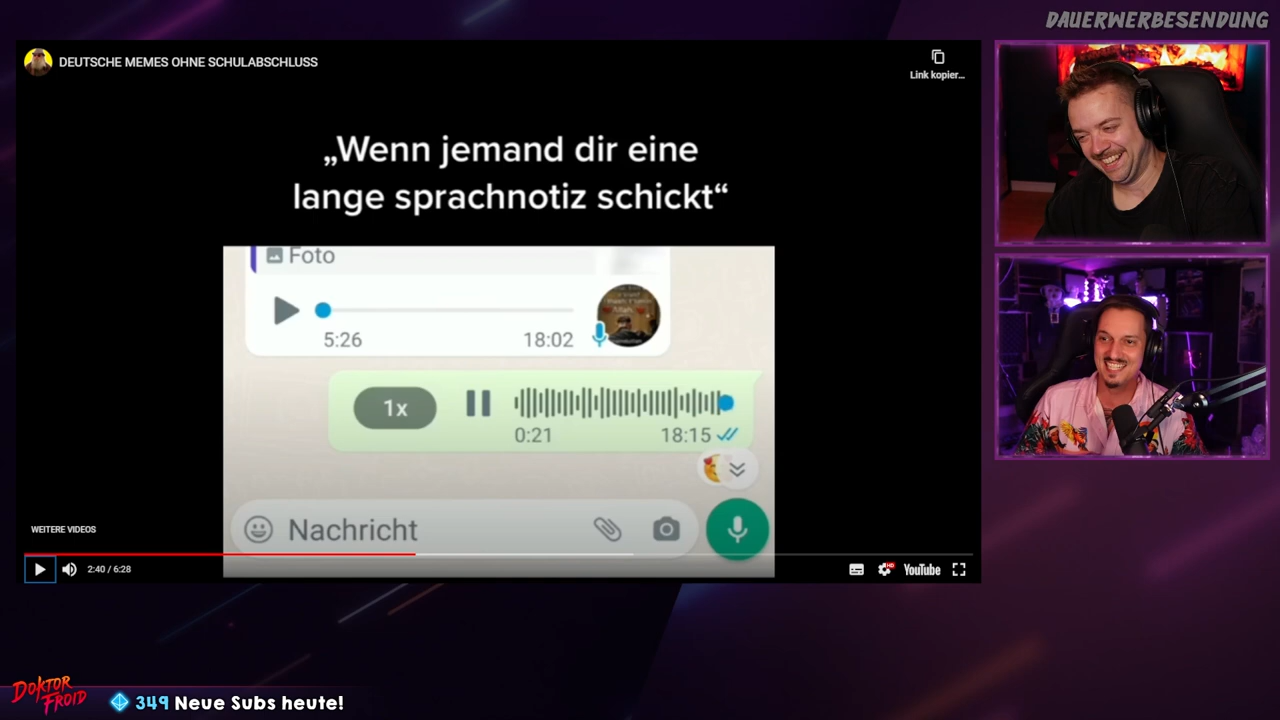 DAUERWERBESENDUNG
DEUTSCHE MEMES OHNE SCHULABSCHLUSS
Link kopier...
„Wenn jemand dir eine
lange sprachnotiz schickt“
Foto
5:26 18:02
1x
0:21 18:15
Nachricht
WEITERE VIDEOS
2:40 / 6:28
HD
YouTube
DOKTOR
FROID
349 Neue Subs heute!